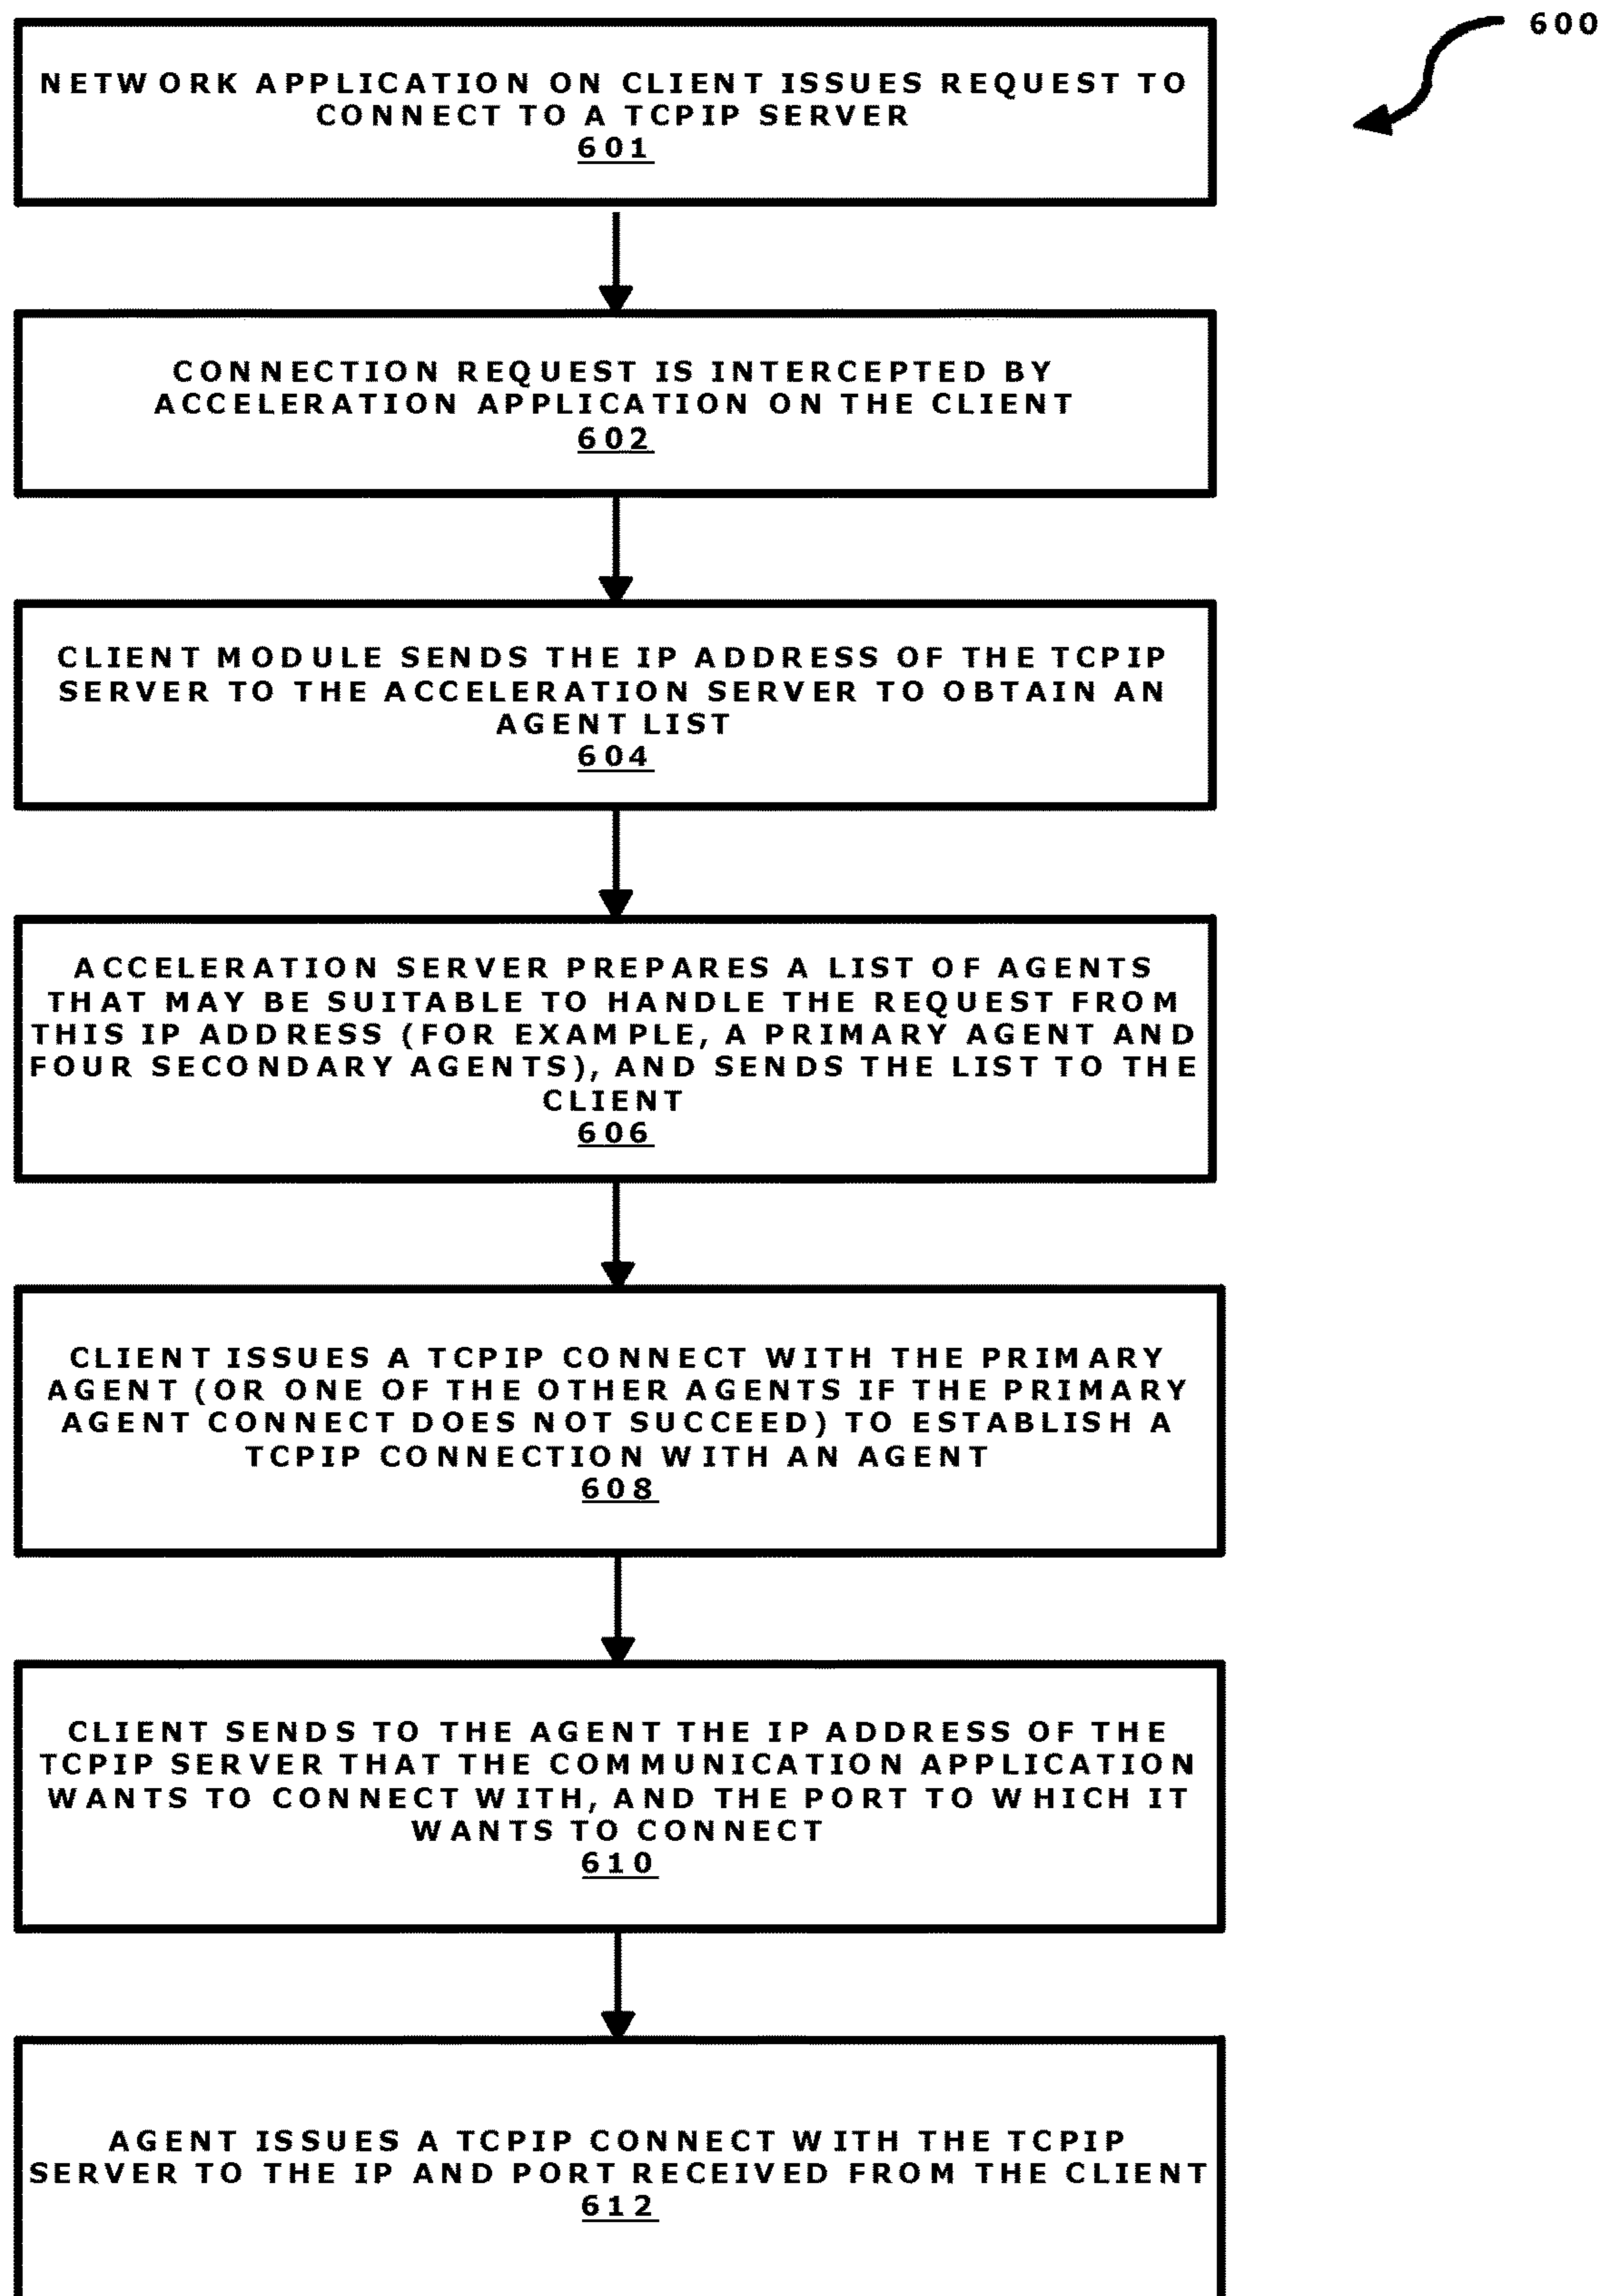 600
NETWORK APPLICATION ON CLIENT ISSUES REQUEST TO
CONNECT TO A TCPIP SERVER
601
CONNECTION REQUEST IS INTERCEPTED BY
ACCELERATION APPLICATION ON THE CLIENT
602
CLIENT MODULE SENDS THE IP ADDRESS OF THE TCPIP
SERVER TO THE ACCELERATION SERVER TO OBTAIN AN
AGENT LIST
604
ACCELERATION SERVER PREPARES A LIST OF AGENTS
THAT MAY BE SUITABLE TO HANDLE THE REQUEST FROM
THIS IP ADDRESS (FOR EXAMPLE, A PRIMARY AGENT AND
FOUR SECONDARY AGENTS), AND SENDS THE LIST TO THE
CLIENT
606
CLIENT ISSUES A TCPIP CONNECT WITH THE PRIMARY
AGENT (OR ONE OF THE OTHER AGENTS IF THE PRIMARY
AGENT CONNECT DOES NOT SUCCEED) TO ESTABLISH A
TCPIP CONNECTION WITH AN AGENT
608
CLIENT SENDS TO THE AGENT THE IP ADDRESS OF THE
TCPIP SERVER THAT THE COMMUNICATION APPLICATION
WANTS TO CONNECT WITH, AND THE PORT TO WHICH IT
WANTS TO CONNECT
610
AGENT ISSUES A TCPIP CONNECT WITH THE TCPIP
SERVER TO THE IP AND PORT RECEIVED FROM THE CLIENT
612